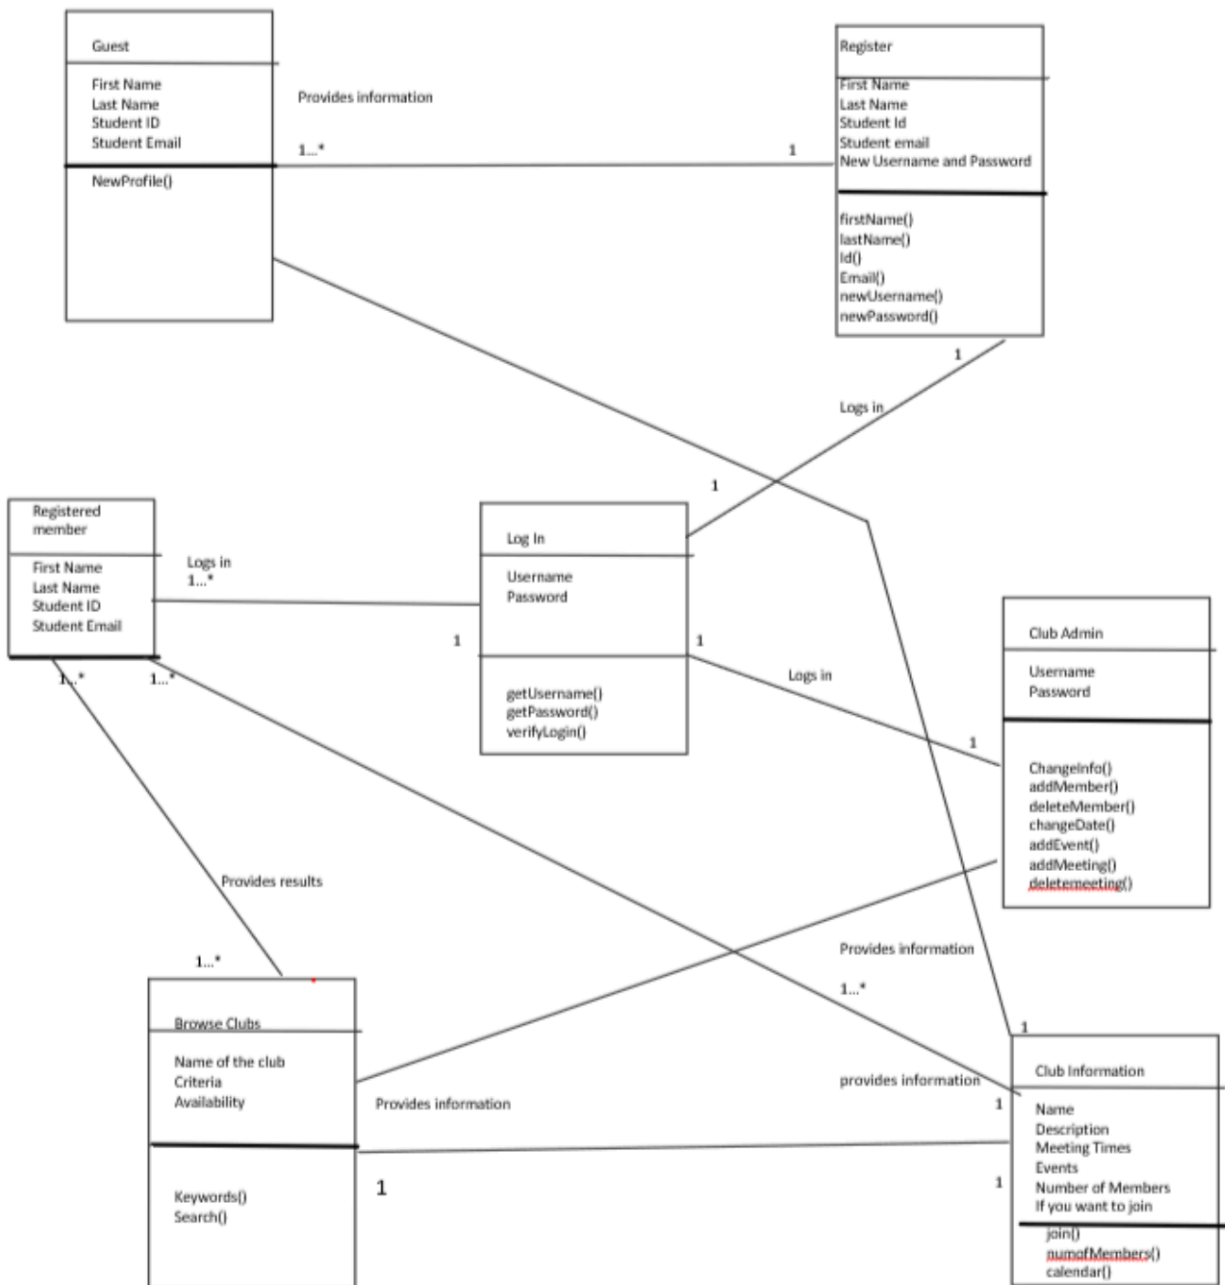 Guest
First Name
Last Name
Student ID
Student Email
NewProfile()
Provides information
1...*
1
Register
First Name
Last Name
Student Id
Student email
New Username and Password
firstName()
lastName()
Id()
Email()
newUsername()
newPassword()
1
Logs in
1
Registered
member
First Name
Last Name
Student ID
Student Email
Logs in
1...*
1
Log In
Username
Password
getUsername()
getPassword()
verifyLogin()
1
Logs in
1
Club Admin
Username
Password
ChangeInfo()
addMember()
deleteMember()
changeDate()
addEvent()
addMeeting()
deletemeeting()
1...*
1...*
Provides results
1...*
Browse Clubs
Name of the club
Criteria
Availability
Keywords()
Search()
Provides information
1...*
1
provides information
1
Provides information
1
1
Club Information
Name
Description
Meeting Times
Events
Number of Members
If you want to join
join()
numofMembers()
calendar()